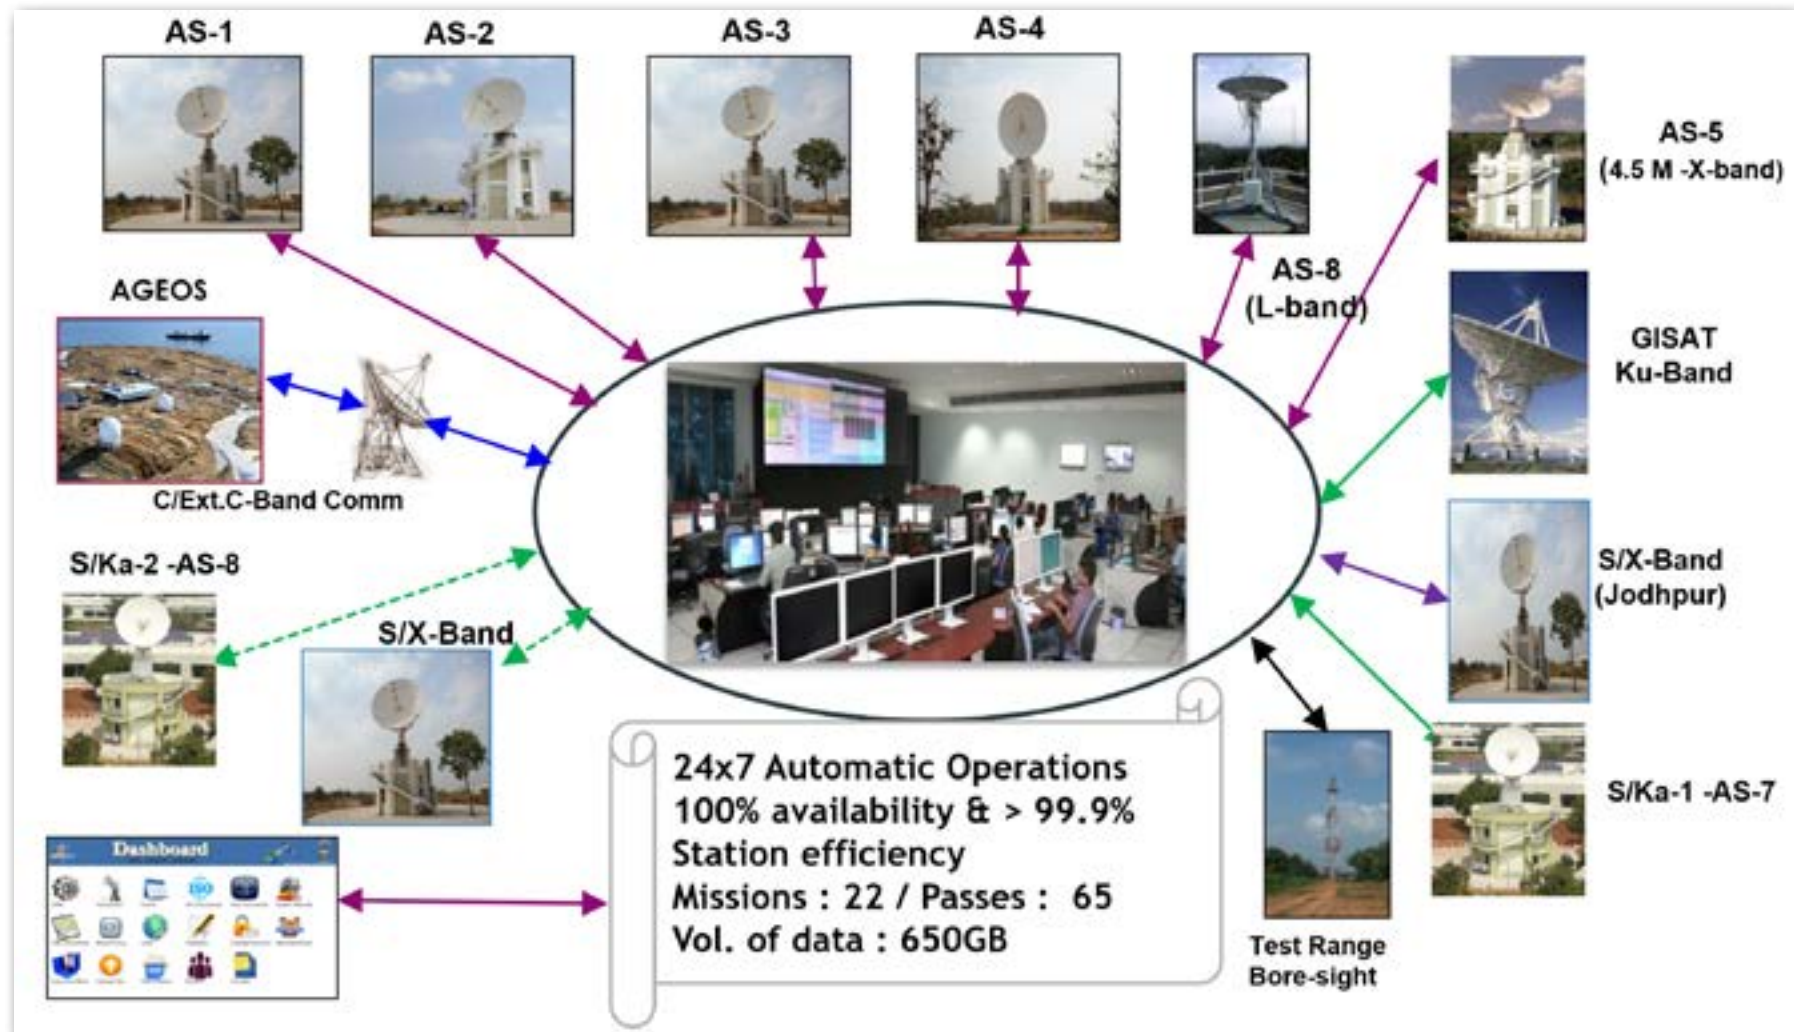 AS-1
AS-2
AS-3
AS-4
AS-5
(4.5 M -X-band)
AS-8
(L-band)
AGEOS
GISAT
Ku-Band
C/Ext.C-Band Comm
S/Ka-2 -AS-8
S/X-Band
S/X-Band
(Jodhpur)
24x7 Automatic Operations
100% availability & > 99.9%
Station efficiency
Missions : 22 / Passes : 65
Vol. of data : 650GB
S/Ka-1 -AS-7
Dashboard
ISO
Test Range
Bore-sight